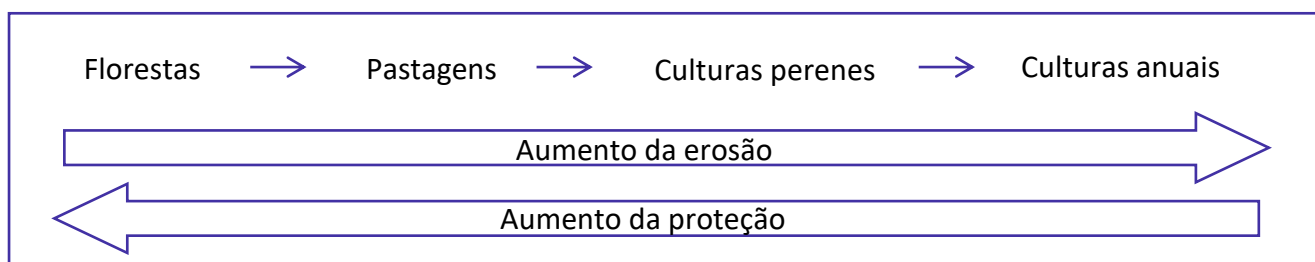 Florestas Pastagens Culturas perenes Culturas anuais
Aumento da erosão
Aumento da proteção